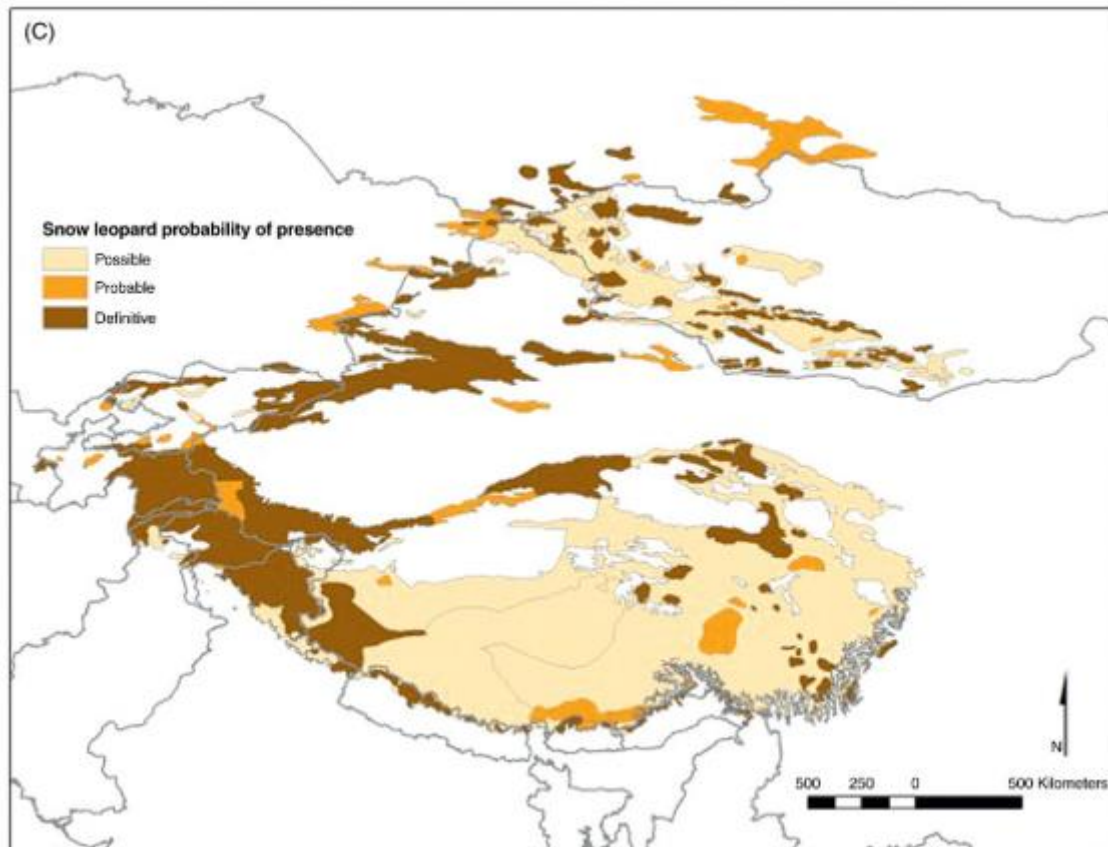 (C)
Snow leopard probability of presence
Possible
Probable
Definitive
N
500 250 0 500 Kilometers